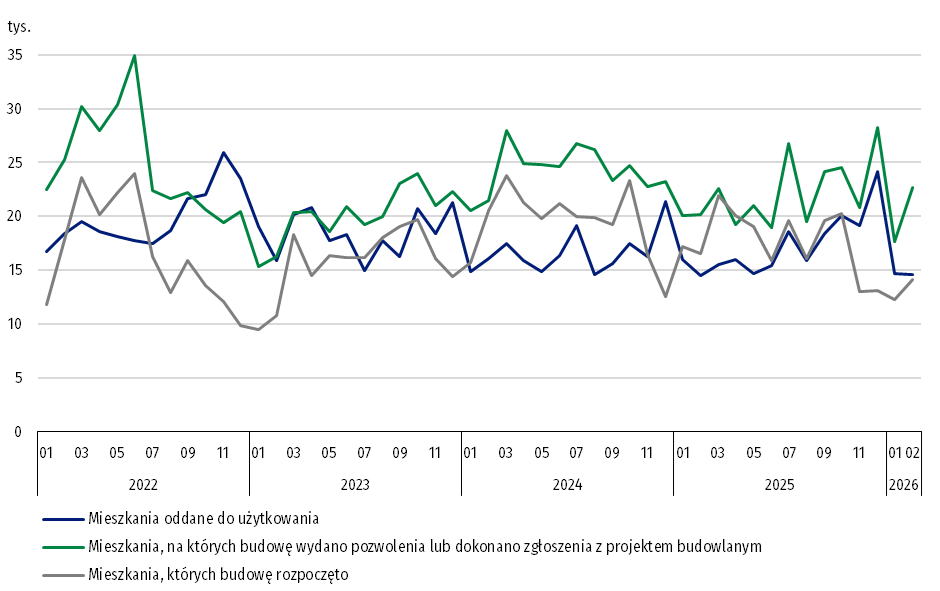 tys.
35
30
25
20
15
10
5
0
01 03 05 07 09 11 01 03 05 07 09 11 01 03 05 07 09 11 01 03 05 07 09 11 01 02
2022 2023 2024 2025 2026
Mieszkania oddane do użytkowania
Mieszkania, na których budowę wydano pozwolenia lub dokonano zgłoszenia z projektem budowlanym
Mieszkania, których budowę rozpoczęto